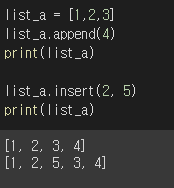 list_a = [1,2,3]
list_a.append(4)
print(list_a)
list_a.insert(2, 5)
print(list_a)
[1, 2, 3, 4]
[1, 2, 5, 3, 4]